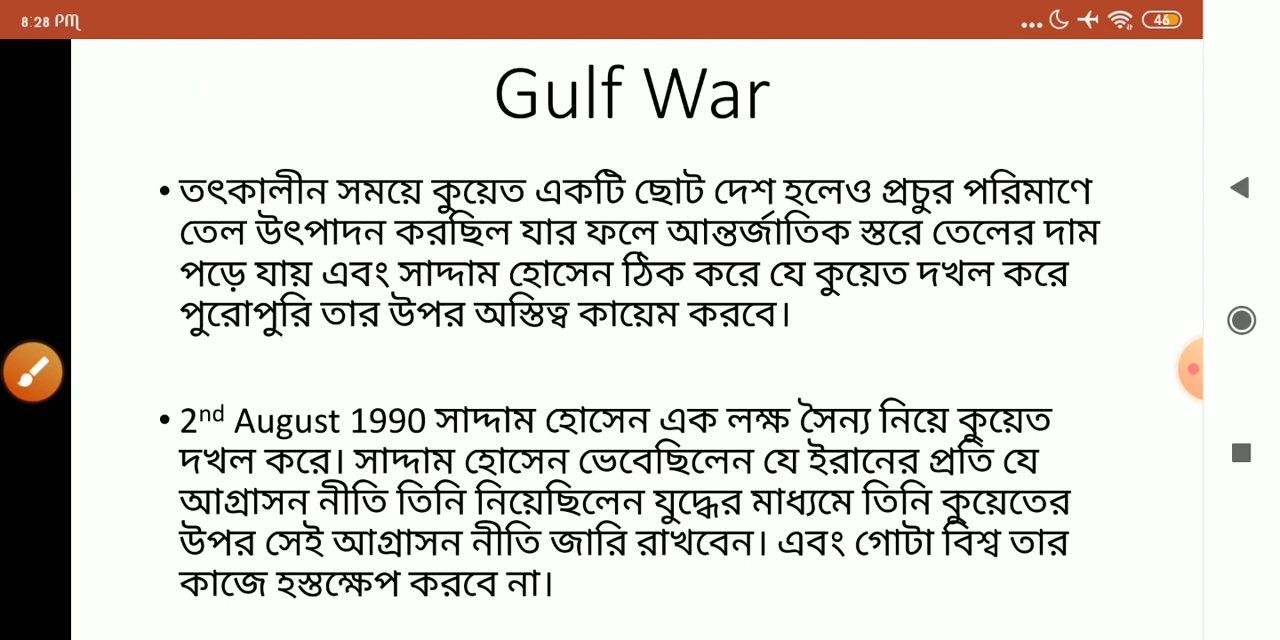 8:28 PM
46
Gulf War
• তৎকালীন সময়ে কুয়েত একটি ছোট দেশ হলেও প্রচুর পরিমাণে
তেল উৎপাদন করছিল যার ফলে আন্তর্জাতিক স্তরে তেলের দাম
পড়ে যায় এবং সাদ্দাম হোসেন ঠিক করে যে কুয়েত দখল করে
পুরোপুরি তার উপর অস্তিত্ব কায়েম করবে।
• 2nd August 1990 সাদ্দাম হোসেন এক লক্ষ সৈন্য নিয়ে কুয়েত
দখল করে। সাদ্দাম হোসেন ভেবেছিলেন যে ইরানের প্রতি যে
আগ্রাসন নীতি তিনি নিয়েছিলেন যুদ্ধের মাধ্যমে তিনি কুয়েতের
উপর সেই আগ্রাসন নীতি জারি রাখবেন। এবং গোটা বিশ্ব তার
কাজে হস্তক্ষেপ করবে না।